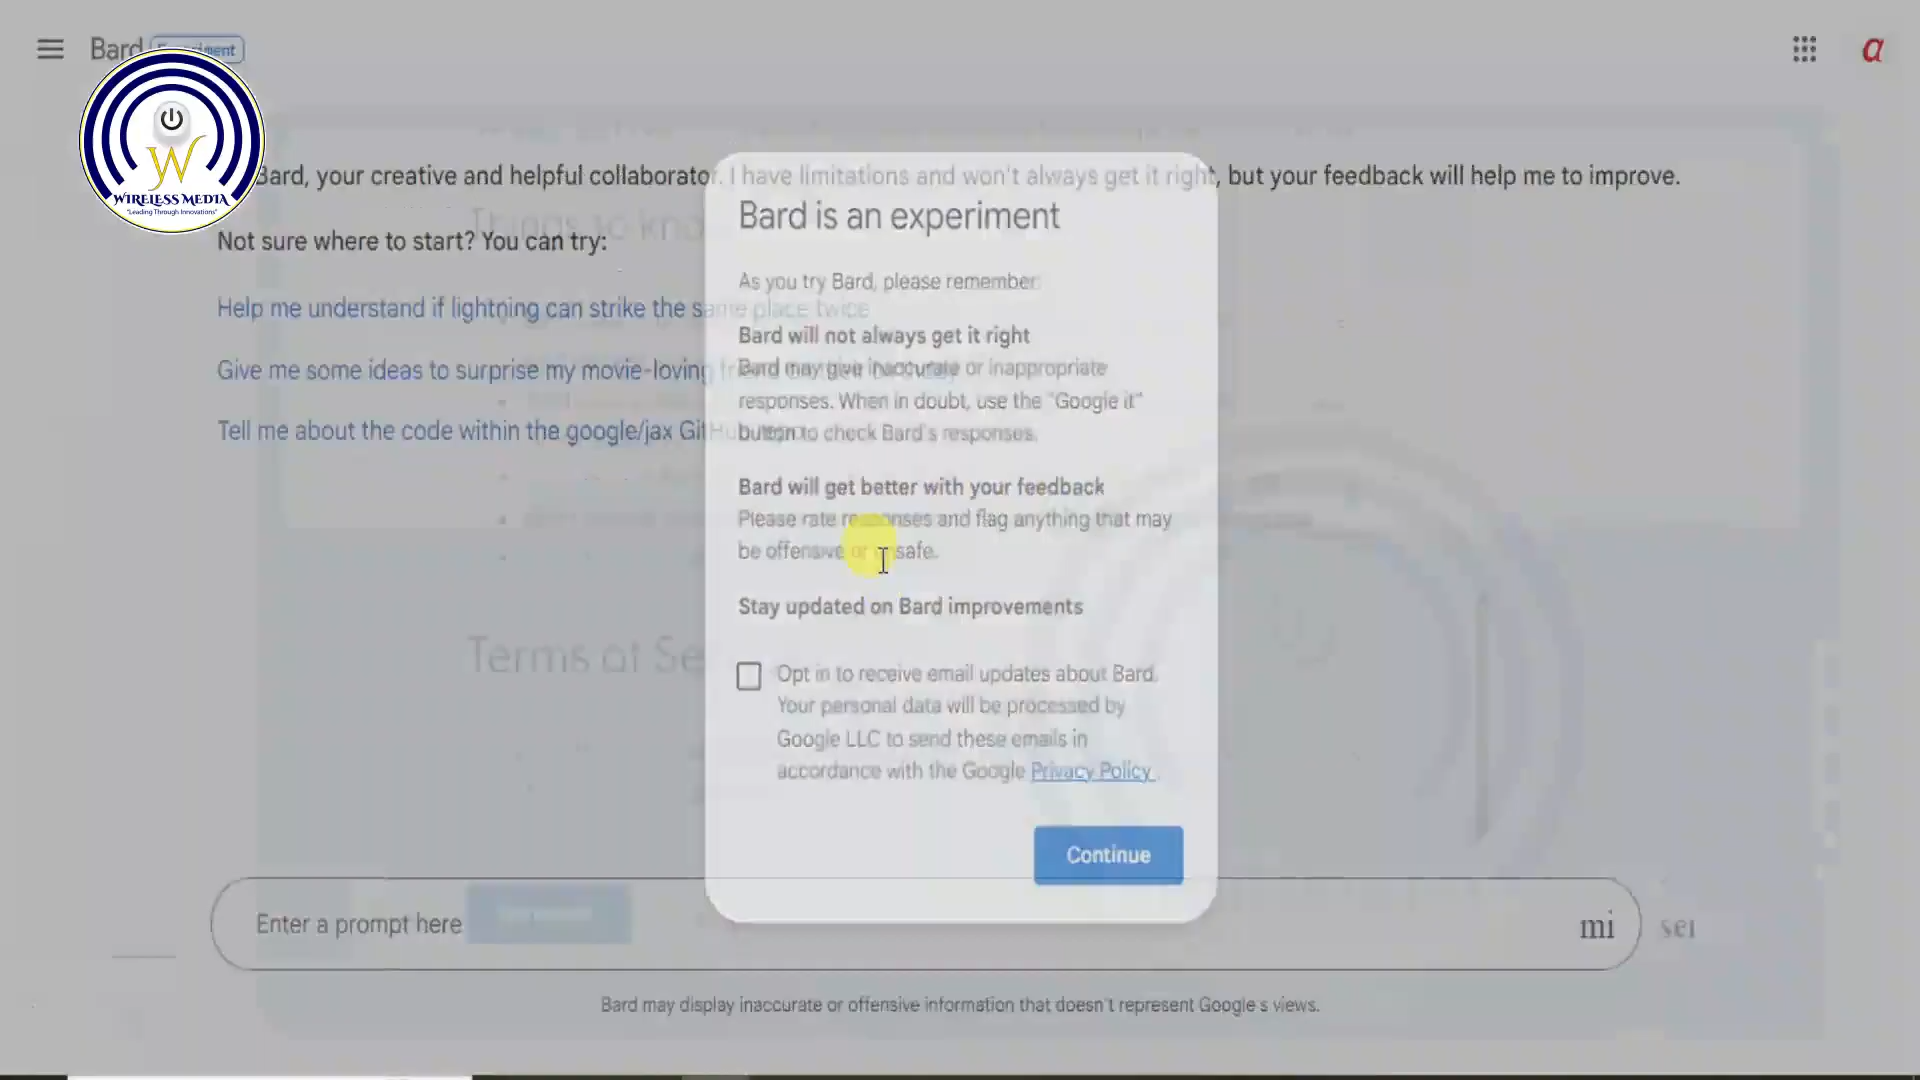 Bard
WIRELESS MEDIA
"Leading Through Innovations"
Bard, your creative and helpful collaborator. I have limitations and won't always get it right, but your feedback will help me to improve.
Not sure where to start? You can try:
Help me understand if lightning can strike the same place twice
Give me some ideas to surprise my movie-loving
Tell me about the code within the google/jax
Things to
Terms of
Bard is an experiment
As you try Bard, please remember:
Bard will not always get it right
Bard may give inaccurate or inappropriate
responses. When in doubt, use the "Google it"
button to check Bard's responses.
Bard will get better with your feedback
Please rate responses and flag anything that may
be offensive or unsafe.
Stay updated on Bard improvements
Opt in to receive email updates about Bard.
Your personal data will be processed by
Google LLC to send these emails in
accordance with the Google Privacy Policy.
Continue
Enter a prompt here
mi
Bard may display inaccurate or offensive information that doesn't represent Google's views.